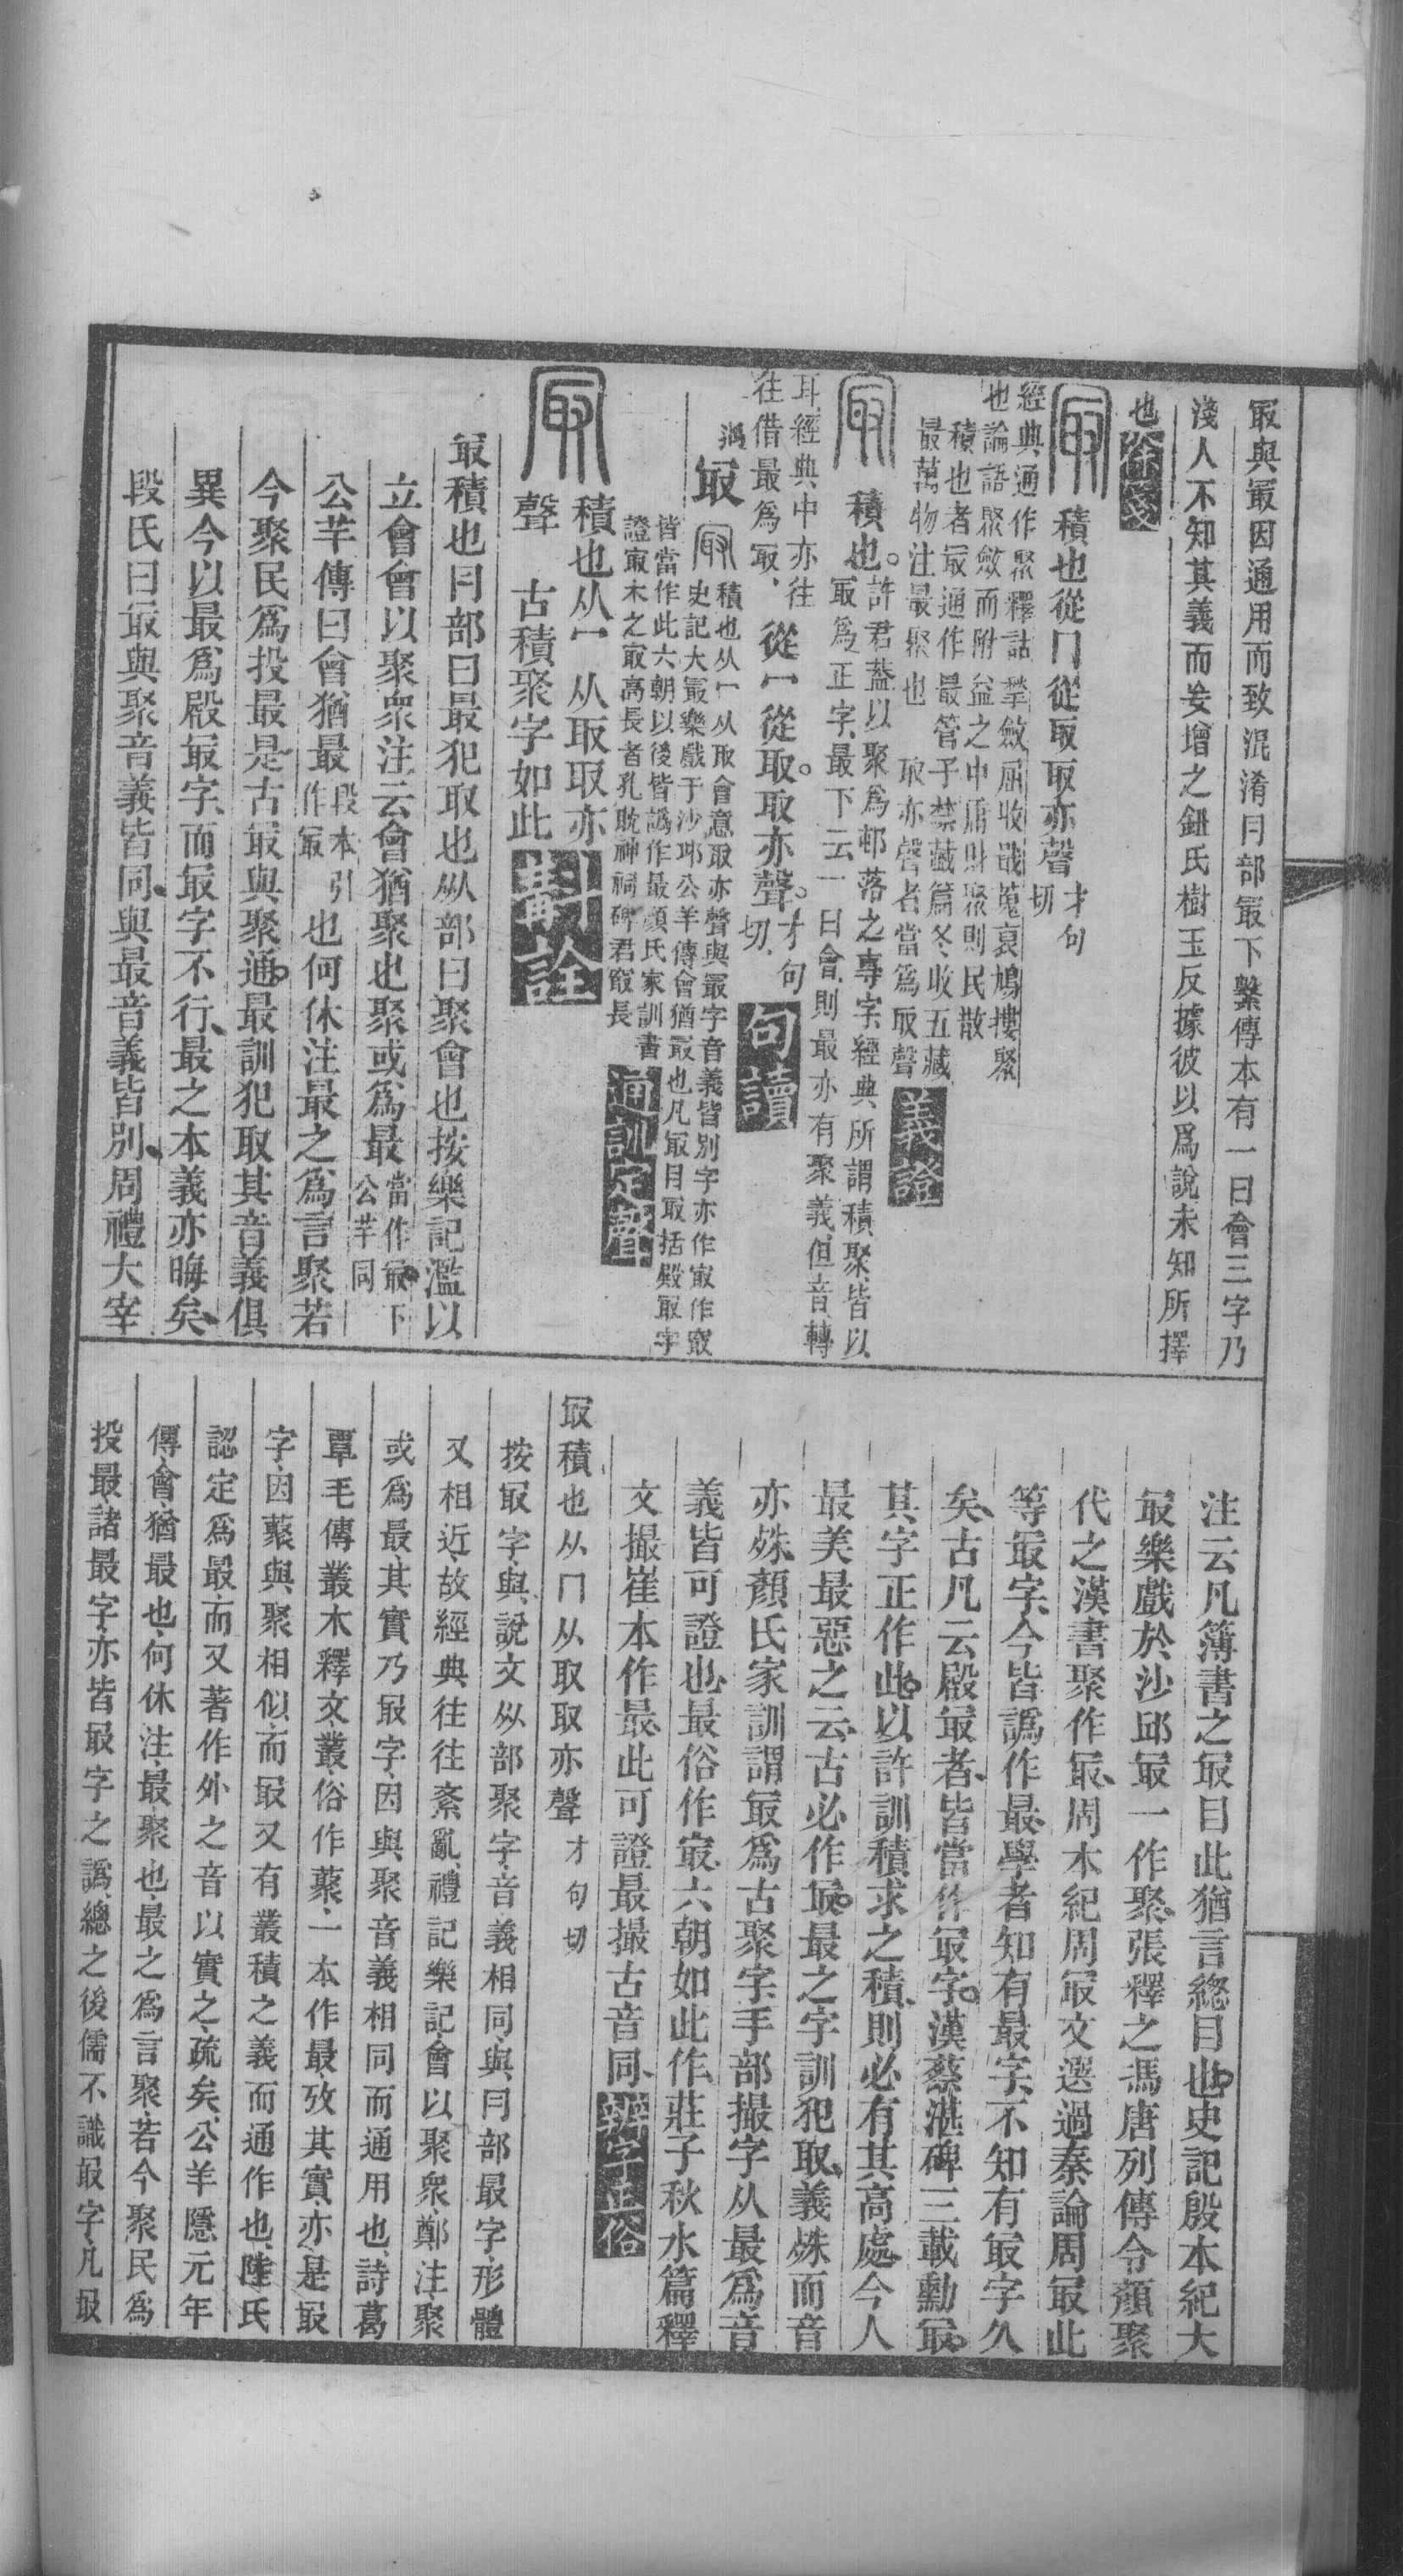 冣與冣因通用而致混淆冃部冣下繫傳本有一曰會三字乃
淺人不知其義而妄增之鈕氏樹玉反據彼以爲說未知所擇
也
積也從冂從取取亦聲才句切
經典通作聚釋詁揫斂屈收戢蒐裒鳩摟聚
也論語聚斂而附益之中庸財聚則民散
積也者冣通作最管子禁藏篇冬收五藏
最萬物注最聚也 取亦聲者當爲取聲
義證
積也。許君蓋以聚爲邨落之專字經典所謂積聚皆以
冣爲正字最下云一曰會則最亦有聚義但音轉
耳經典中亦往
往借最爲冣、從冖從取。取亦聲。才句切、
句讀
冣
積也从冖从取會意取亦聲與最字音義皆別字亦作㝡作
史記大冣樂戲于沙邱公羊傳會猶冣也凡冣目冣括殿冣字
皆當作此六朝以後皆譌作最顏氏家訓書
證冣木之㝡高長者孔耽神祠碑君㝡長
通訓定聲
積也从冖从取取亦
聲 古積聚字如此
斠詮
冣積也冃部曰最犯取也㐺部曰聚會也按樂記濫以
立會會以聚衆注云會猶聚也聚或爲最當作冣下公羊同
公羊傳曰會猶最段本引作冣也何休注最之爲言聚若
今聚民爲投最是古冣與聚通最訓犯取其音義俱
異今以最爲殿冣字而冣字不行最之本義亦晦矣
段氏曰冣與聚音義皆同與最音義皆別周禮大宰
注云凡簿書之冣目此猶言總目也史記殷本紀大
冣樂戲於沙邱冣一作聚張釋之馮唐列傳令顏聚
代之漢書聚作冣周本紀周冣文選過秦論周冣此
等冣字今皆譌作最學者知有最字不知有冣字久
矣古凡云殿冣者皆當作冣字漢蔡湛碑三載勳冣
其字正作此以許訓積求之積則必有其高處今人
最美最惡之云古必作冣最之字訓犯取義殊而音
亦殊顏氏家訓謂冣爲古聚字手部撮字从最爲音
義皆可證也最俗作㝡六朝如此作莊子秋水篇釋
文撮崔本作最此可證最撮古音同
辨正俗
冣積也从冂从取取亦聲才句切
按冣字與說文㐺部聚字音義相同與冃部最字形體
又相近故經典往往紊亂禮記樂記會以聚衆鄭注聚
或爲最其實乃冣字因與聚音義相同而通用也詩葛
覃毛傳叢木釋文叢俗作藂一本作最攷其實亦是冣
字因藂與聚相似而冣又有叢積之義而通作也陸氏
認定爲最而又著作外之音以實之疏矣公羊隱元年
傳會猶最也何休注最聚也最之爲言聚若今聚民爲
投最諸最字亦皆冣字之譌總之後儒不識冣字凡冣